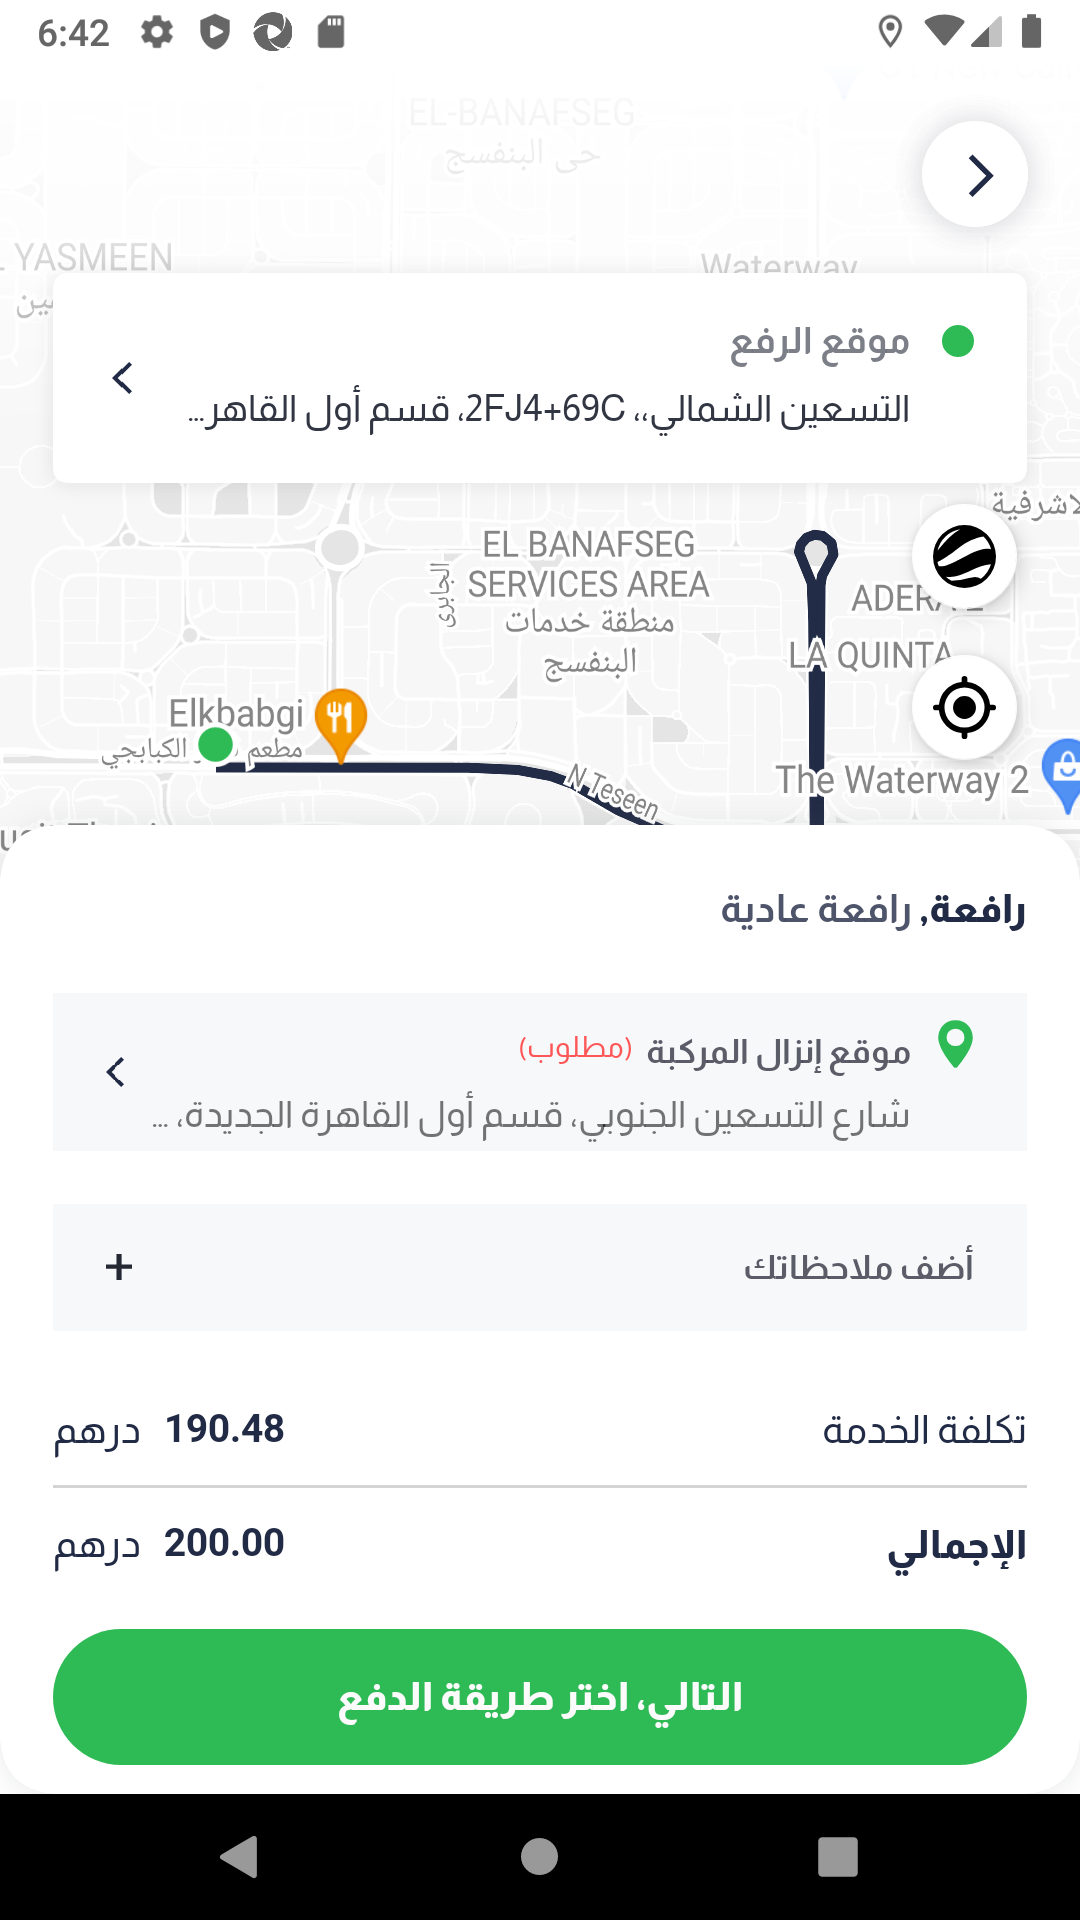 6:42
EL-BANAFSEG
حى البنفسج
YASMEEN
Waterway
موقع الرفع
التسعين الشمالي،، 2FJ4+69C، قسم أول القاهر...
لاشرفية
EL BANAFSEG
SERVICES AREA
منطقة خدمات
البنفسج
الجابرى
ADERA 2
LA QUINTA
Elkbabgi
مطعم الكبابجي
N Teseen
The Waterway 2
رافعة, رافعة عادية
موقع إنزال المركبة (مطلوب)
شارع التسعين الجنوبي، قسم أول القاهرة الجديدة، ...
أضف ملاحظاتك
+
تكلفة الخدمة
190.48 درهم
الإجمالي
200.00 درهم
التالي، اختر طريقة الدفع